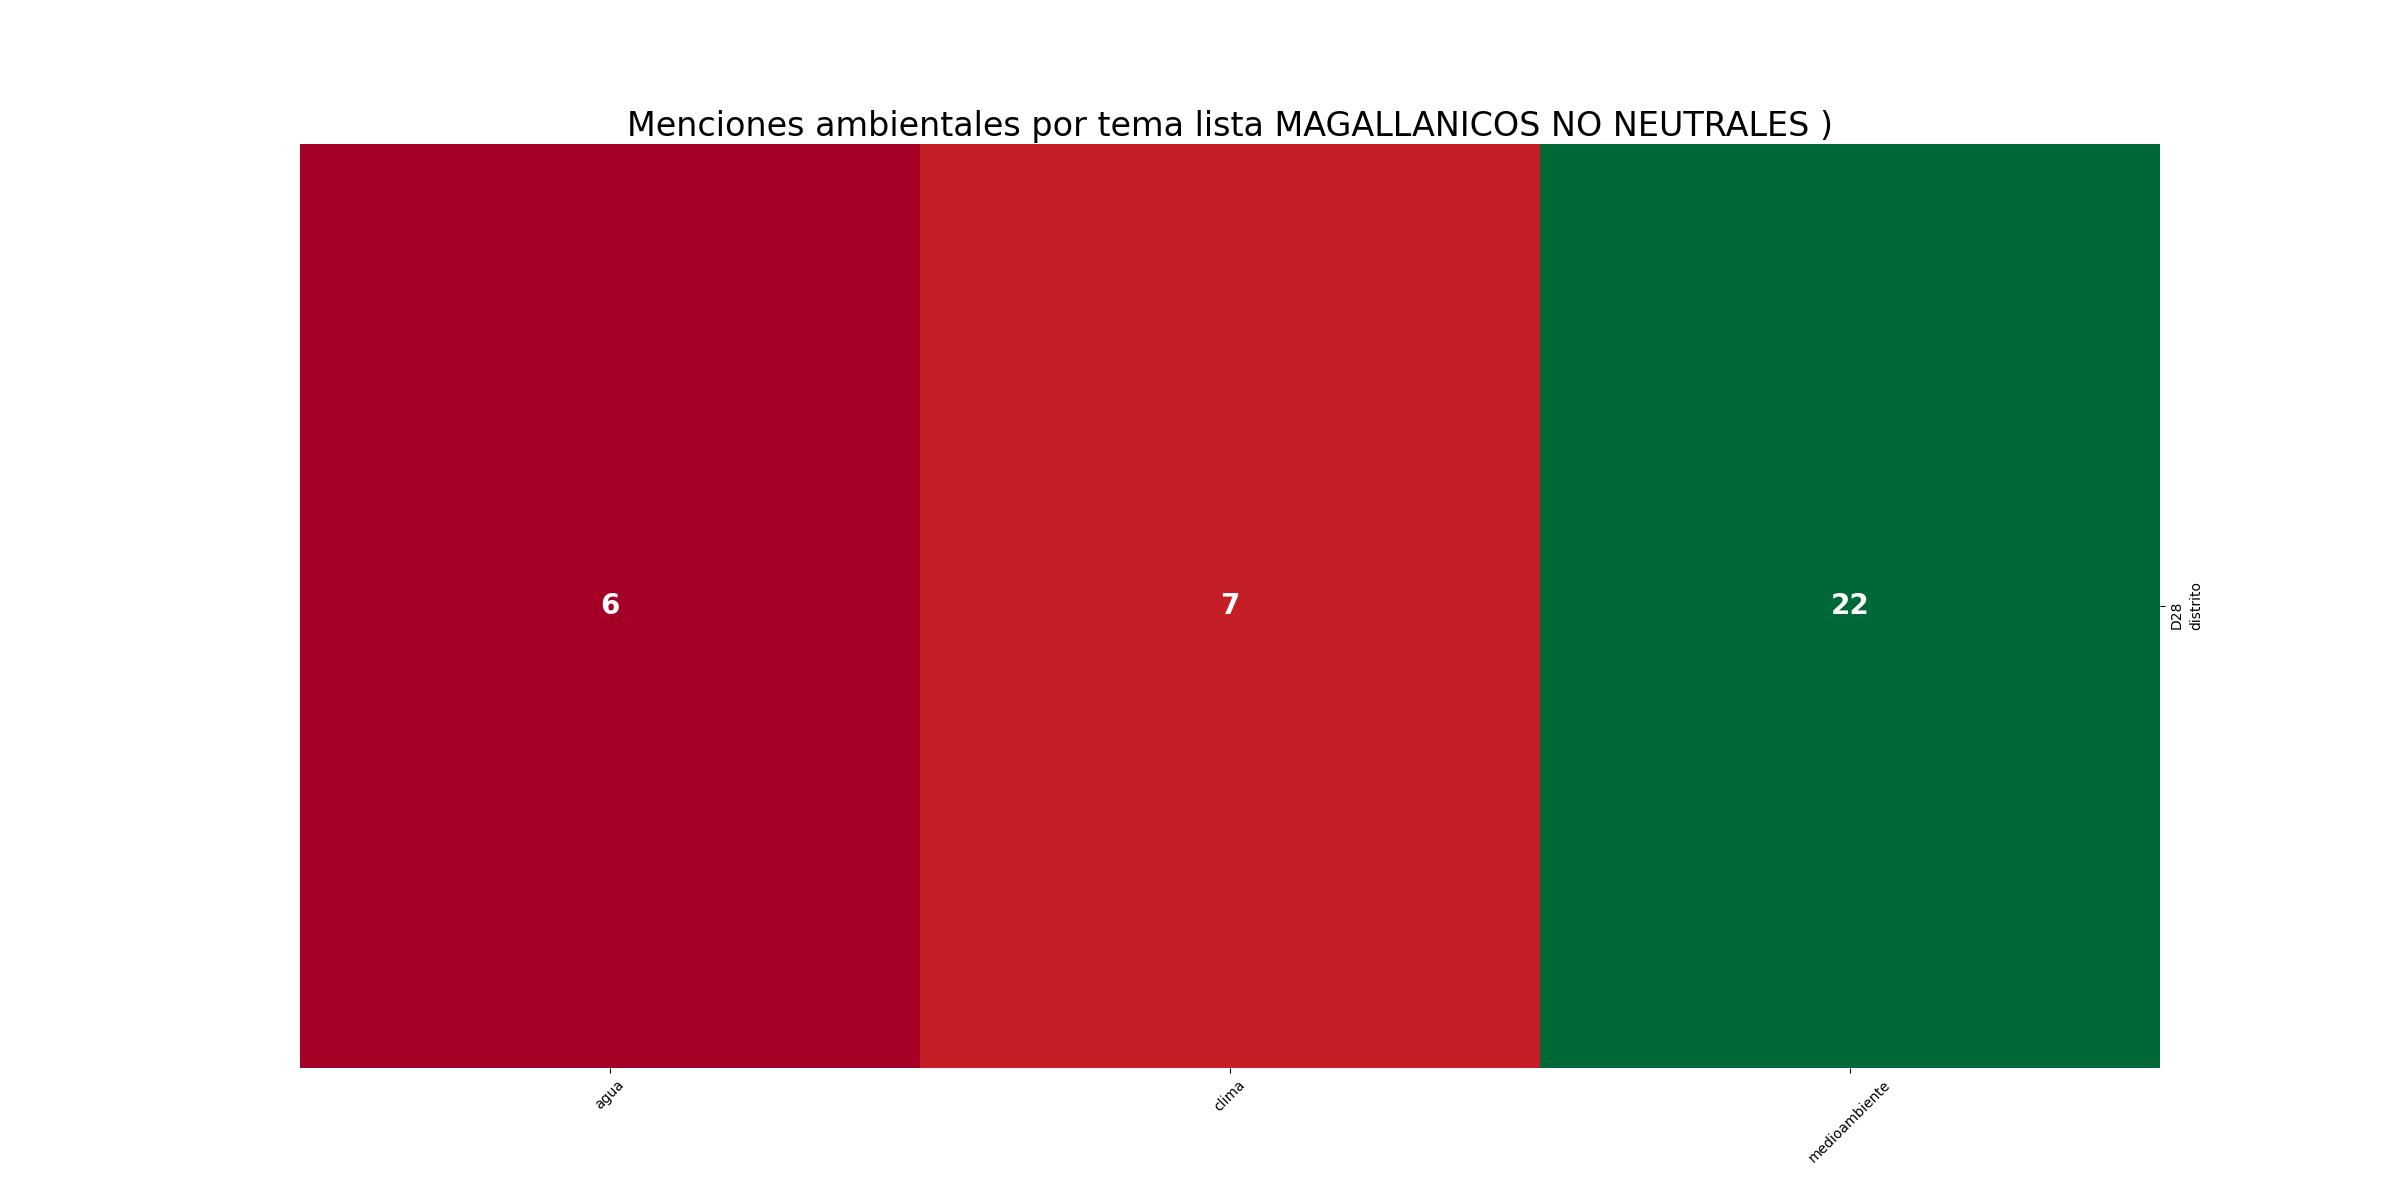 Menciones ambientales por tema lista MAGALLANICOS NO NEUTRALES )
6
7
22
D28
distrito
agua
clima
medioambiente